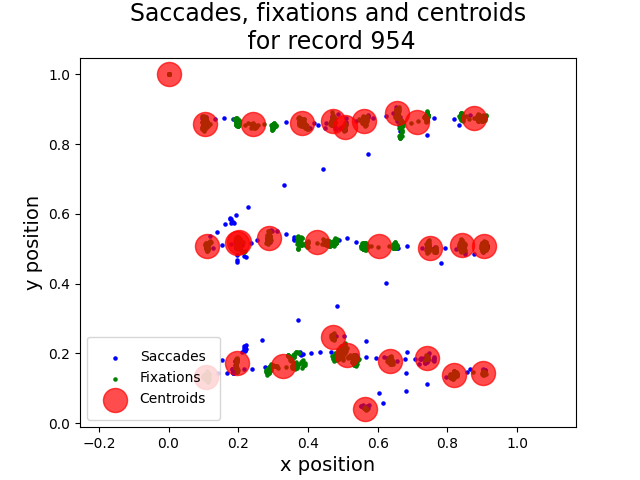 Saccades, fixations and centroids
for record 954
y position
1.0
0.8
0.6
0.4
0.2
0.0
Saccades
Fixations
Centroids
−0.2
0.0
0.2
0.4
0.6
0.8
1.0
x position